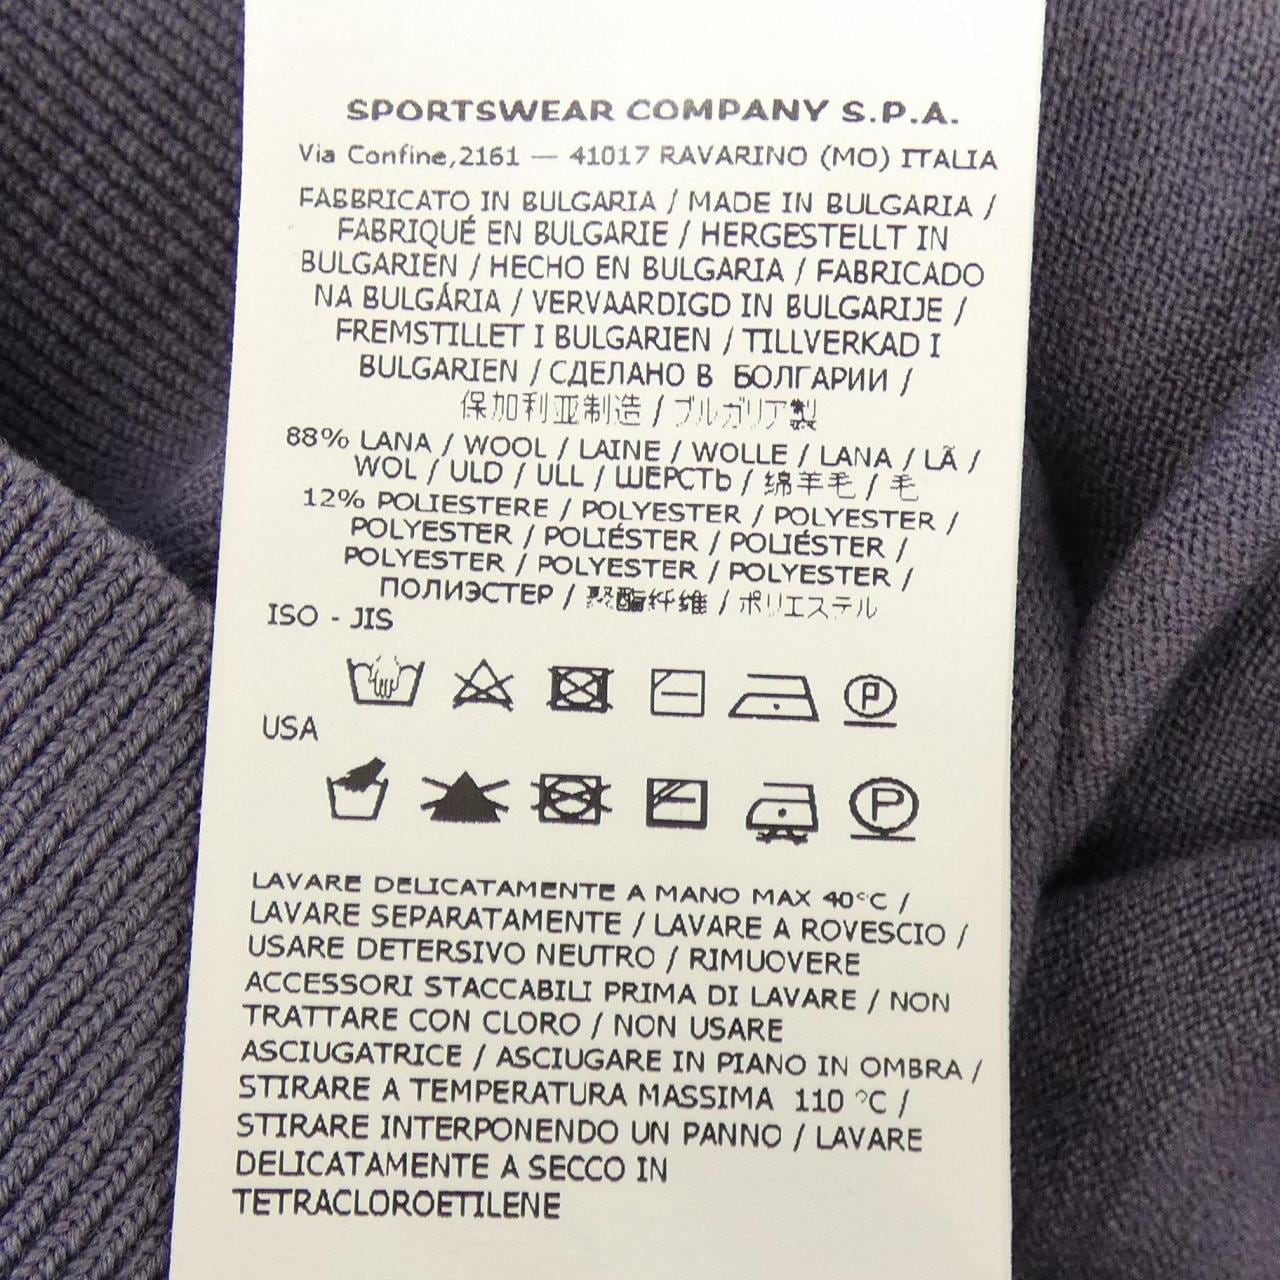 SPORTSWEAR COMPANY S.P.A.
Via Confine,2161 — 41017 RAVARINO (MO) ITALIA
FABBRICATO IN BULGARIA / MADE IN BULGARIA /
FABRIQUÉ EN BULGARIE / HERGESTELLT IN
BULGARIEN / HECHO EN BULGARIA / FABRICADO
NA BULGÁRIA / VERVAARDIGD IN BULGARIJE /
FREMSTILLET I BULGARIEN / TILLVERKAD I
BULGARIEN / СДЕЛАНО В БОЛГАРИИ /
保加利亚制造 / ブルガリア製
88% LANA / WOOL / LAINE / WOLLE / LANA / LÃ /
WOL / ULD / ULL / ШЕРСТЬ / 绵羊毛 / 毛
12% POLIESTERE / POLYESTER / POLYESTER /
POLYESTER / POLIÉSTER / POLIÉSTER /
POLYESTER / POLYESTER / POLYESTER /
ПОЛИЭСТЕР / 聚酯纤维 / ポリエステル
ISO - JIS
P
USA
P
LAVARE DELICATAMENTE A MANO MAX 40°C /
LAVARE SEPARATAMENTE / LAVARE A ROVESCIO /
USARE DETERSIVO NEUTRO / RIMUOVERE
ACCESSORI STACCABILI PRIMA DI LAVARE / NON
TRATTARE CON CLORO / NON USARE
ASCIUGATRICE / ASCIUGARE IN PIANO IN OMBRA /
STIRARE A TEMPERATURA MASSIMA 110 °C /
STIRARE INTERPONENDO UN PANNO / LAVARE
DELICATAMENTE A SECCO IN
TETRACLOROETILENE